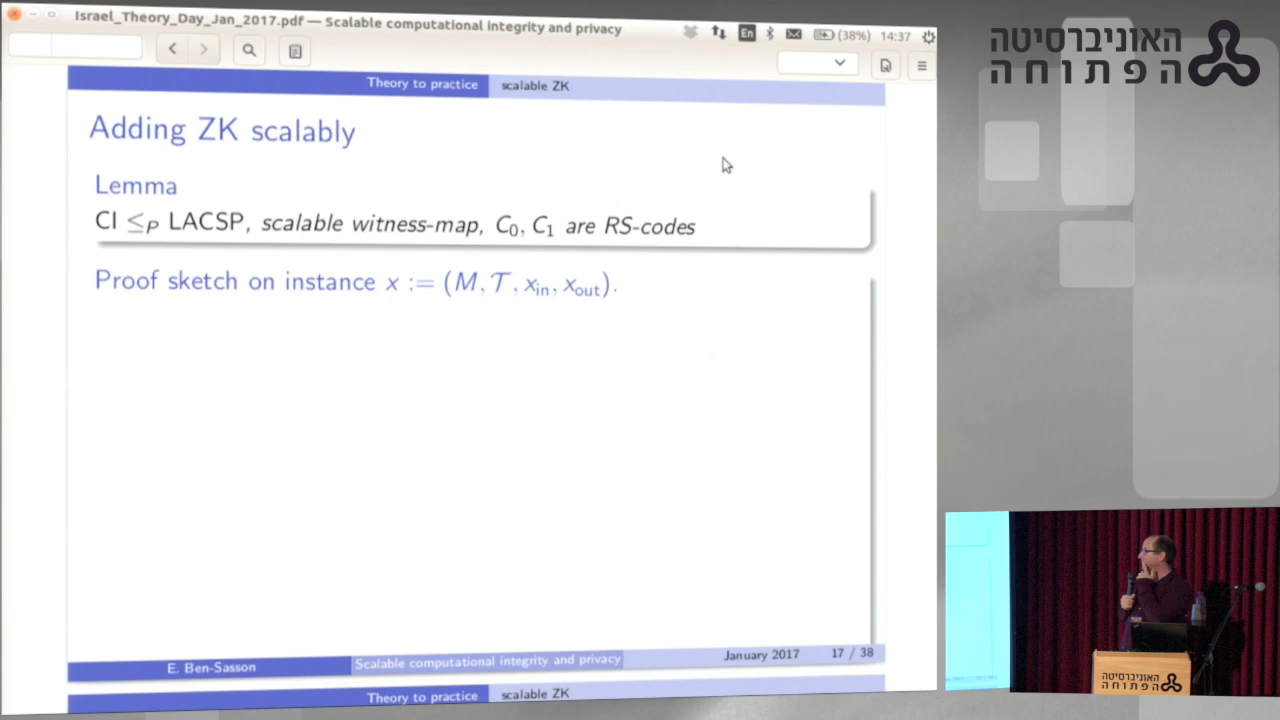 Israel_Theory_Day_Jan_2017.pdf — Scalable computational integrity and privacy
En
(38%)
14:37
האוניברסיטה
הפתוחה
Theory to practice
scalable ZK
Adding ZK scalably
Lemma
CI ≤P LACSP, scalable witness-map, C0, C1 are RS-codes
Proof sketch on instance x := (M, T, xin, xout).
E. Ben-Sasson
Scalable computational integrity and privacy
January 2017
17 / 38
Theory to practice
scalable ZK
האוניברסיטה
הפתוחה